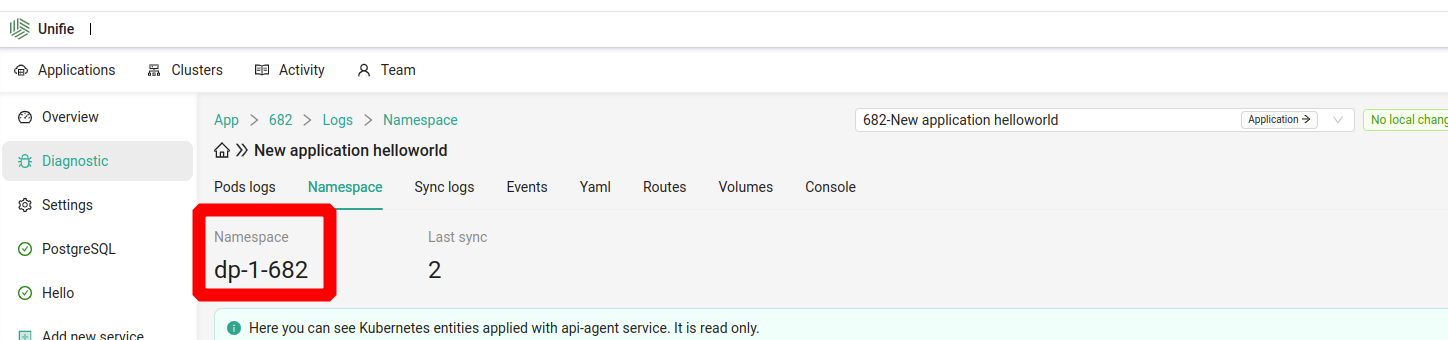 Unifie
Applications Clusters Activity Team
Overview
Diagnostic
Settings
PostgreSQL
Hello
Add new service
App > 682 > Logs > Namespace
682-New application helloworld Application → No local chang
New application helloworld
Pods logs Namespace Sync logs Events Yaml Routes Volumes Console
Namespace Last sync
dp-1-682 2
Here you can see Kubernetes entities applied with api-agent service. It is read only.